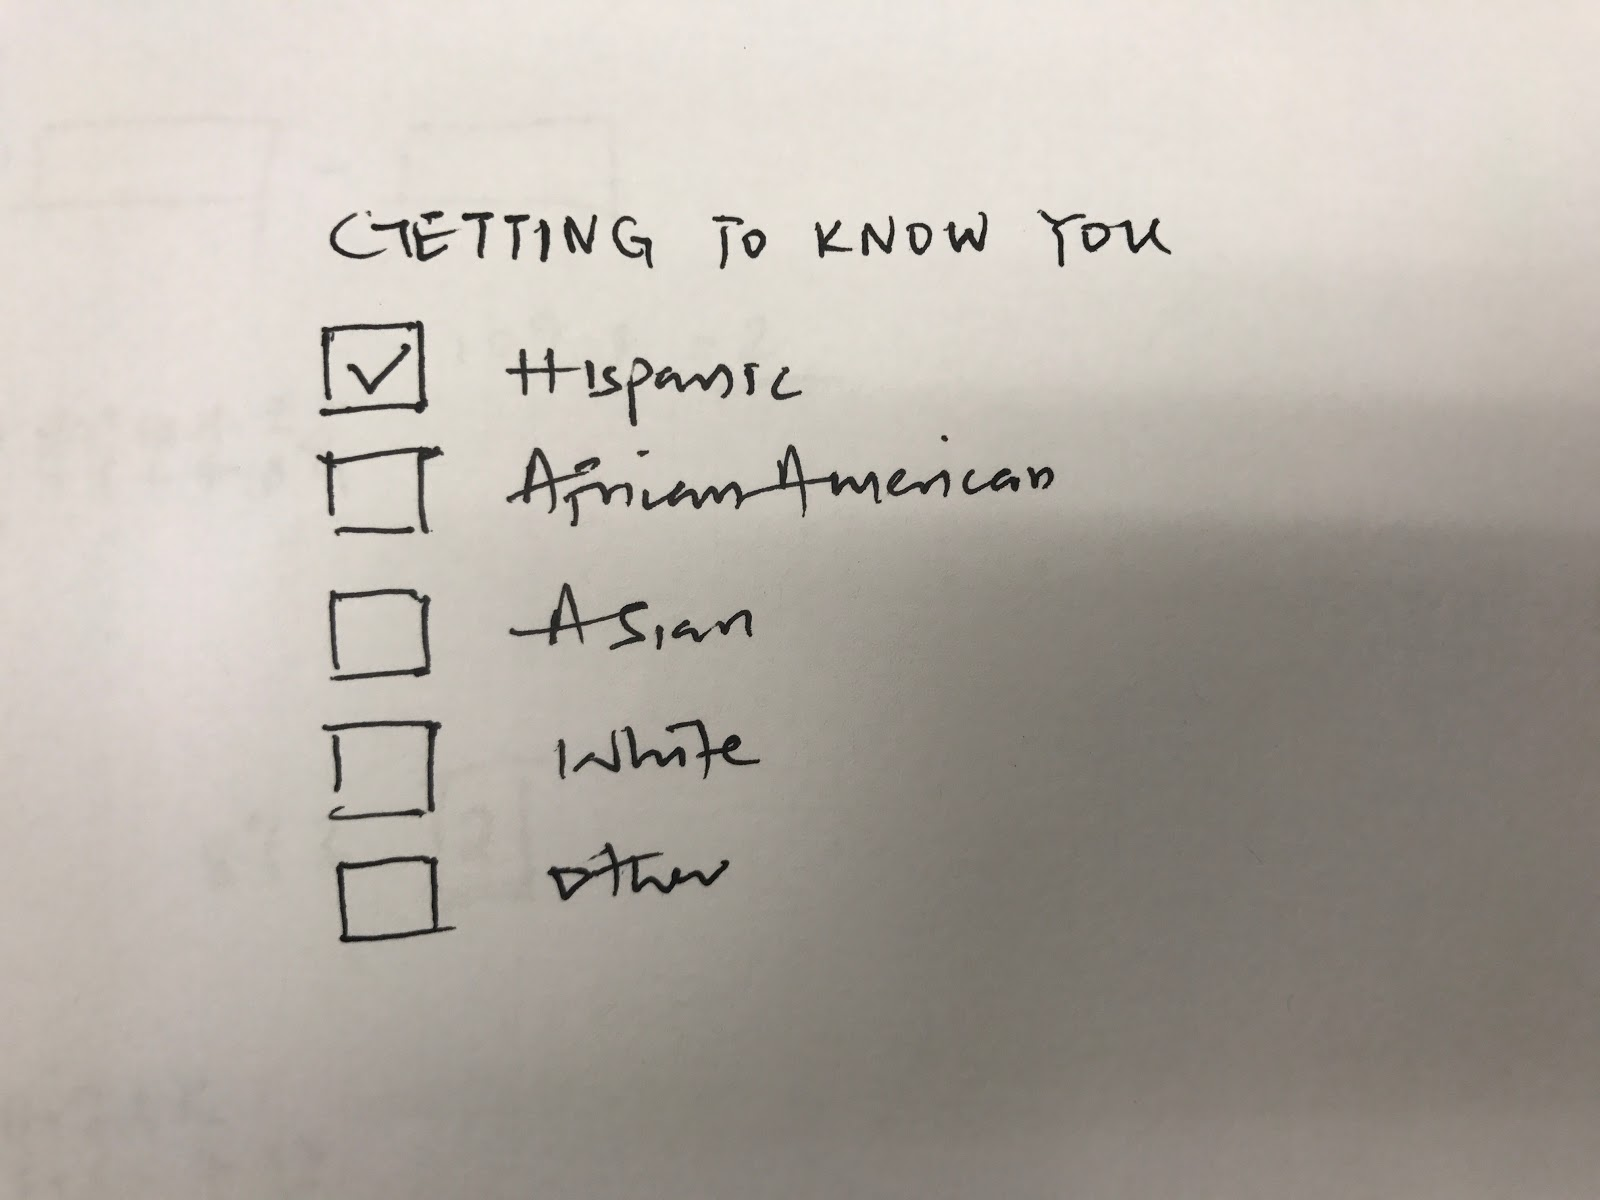 GETTING TO KNOW YOU
✓ Hispanic
African American
Asian
White
other